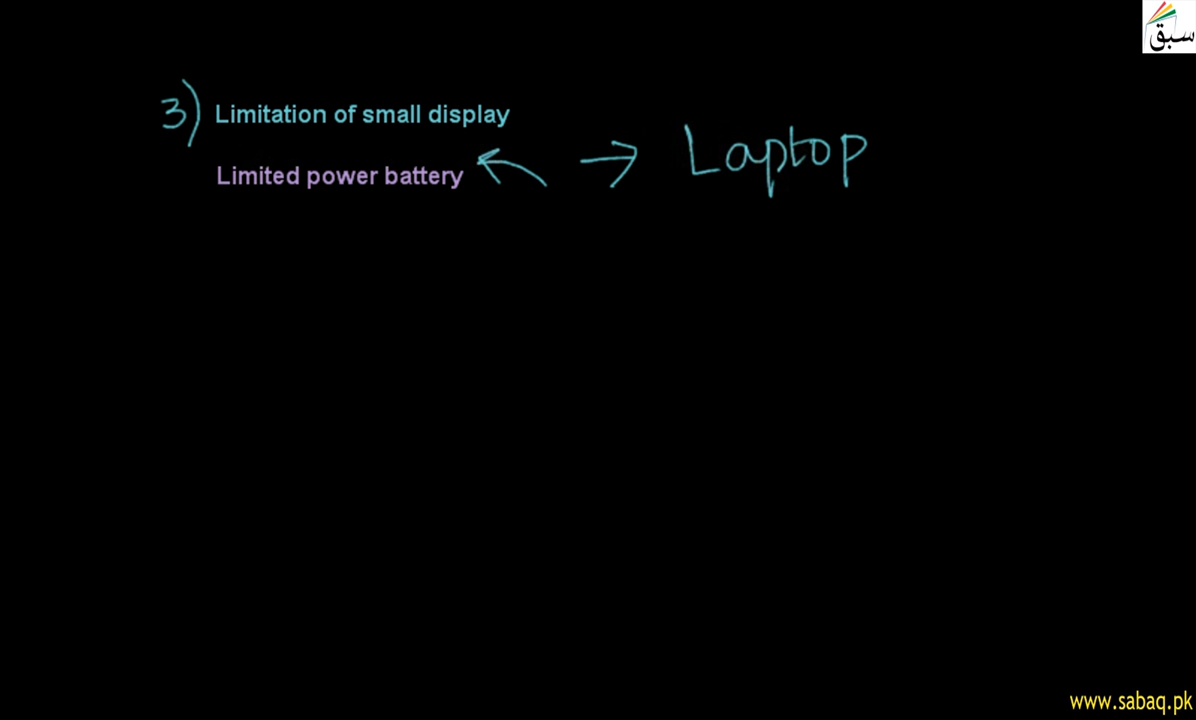 سبق
3) Limitation of small display
Limited power battery
Laptop
www.sabaq.pk